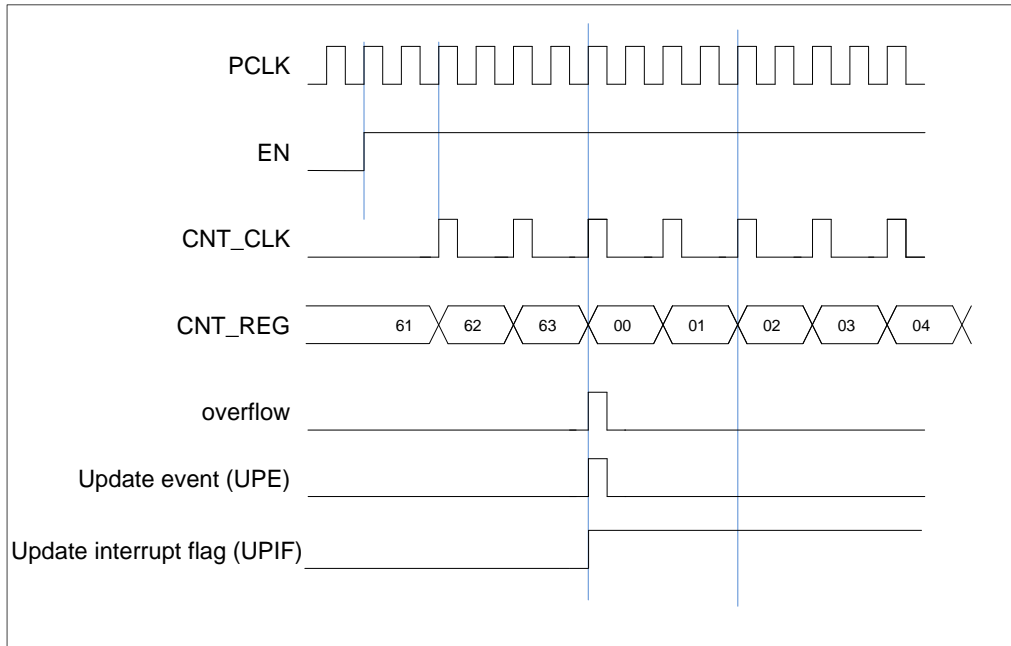 PCLK
EN
CNT_CLK
CNT_REG
61 62 63 00 01 02 03 04
overflow
Update event (UPE)
Update interrupt flag (UPIF)